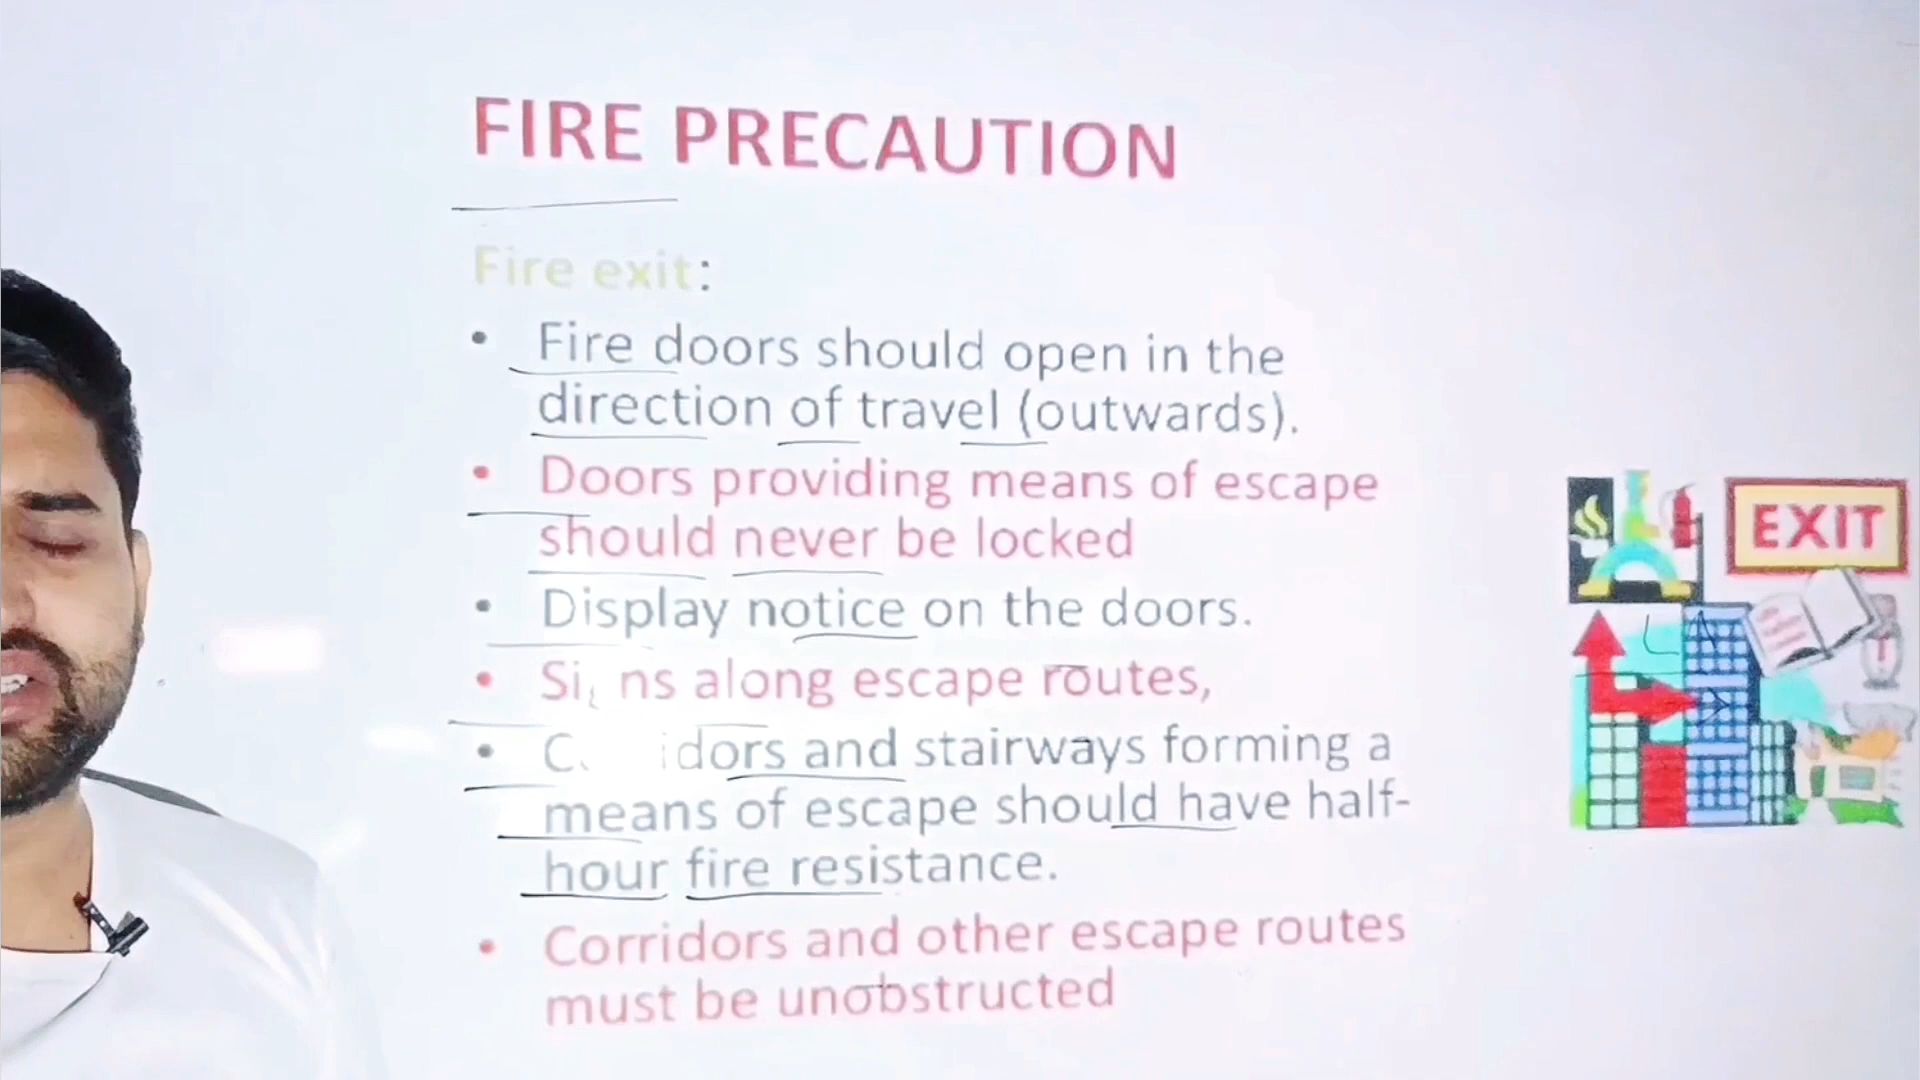 FIRE PRECAUTION
Fire exit:
• Fire doors should open in the
direction of travel (outwards).
• Doors providing means of escape
should never be locked
• Display notice on the doors.
• Signs along escape routes,
• Corridors and stairways forming a
means of escape should have half-
hour fire resistance.
• Corridors and other escape routes
must be unobstructed
EXIT